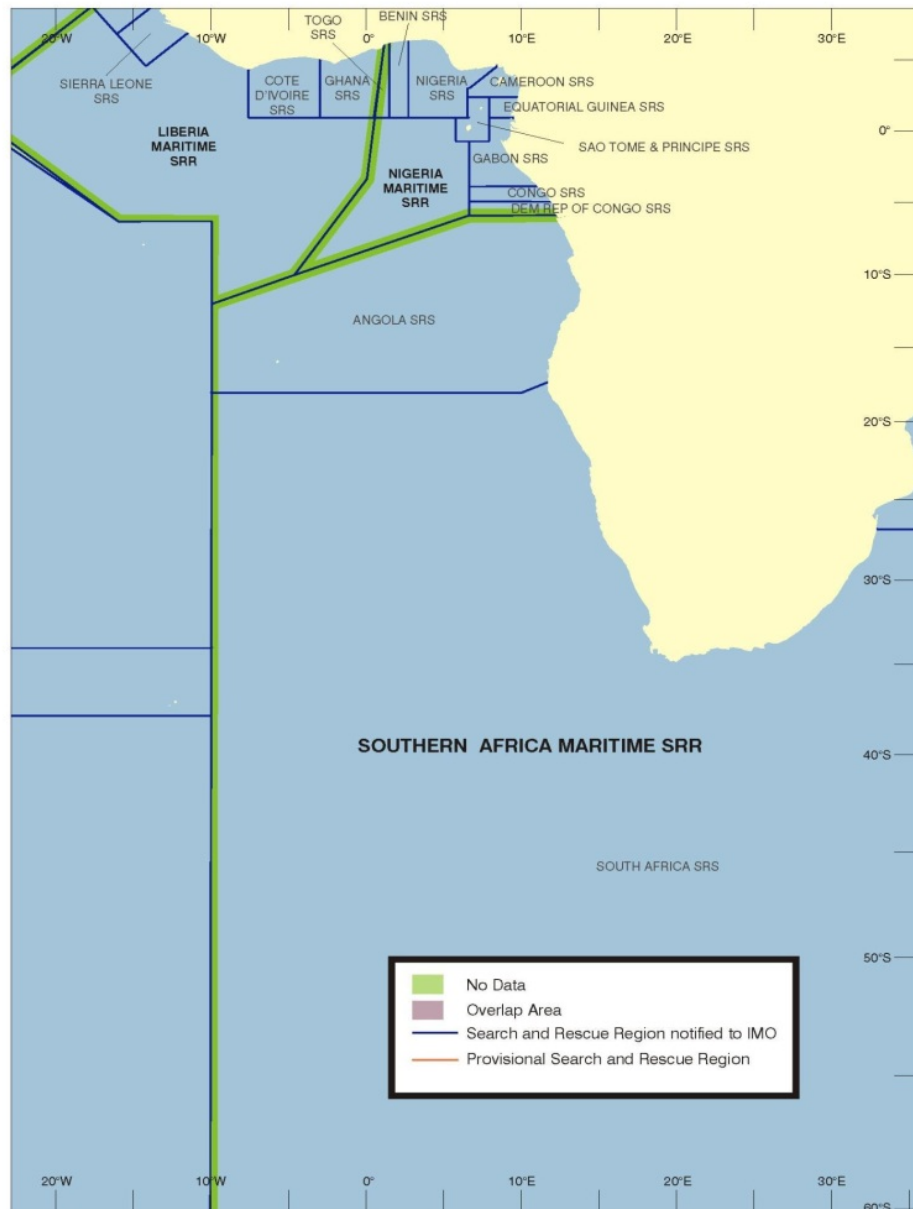 TOGO
SRS
BENIN SRS
20°W
10°W
0°
10°E
20°E
30°E
SIERRA LEONE
SRS
COTE
D'IVOIRE
SRS
GHANA
SRS
NIGERIA
SRS
CAMEROON SRS
EQUATORIAL GUINEA SRS
0°
LIBERIA
MARITIME
SRR
SAO TOME & PRINCIPE SRS
GABON SRS
NIGERIA
MARITIME
SRR
CONGO SRS
DEM REP OF CONGO SRS
10°S
ANGOLA SRS
20°S
30°S
SOUTHERN AFRICA MARITIME SRR
40°S
SOUTH AFRICA SRS
50°S
No Data
Overlap Area
Search and Rescue Region notified to IMO
Provisional Search and Rescue Region
20°W
10°W
0°
10°E
20°E
30°E
60°S